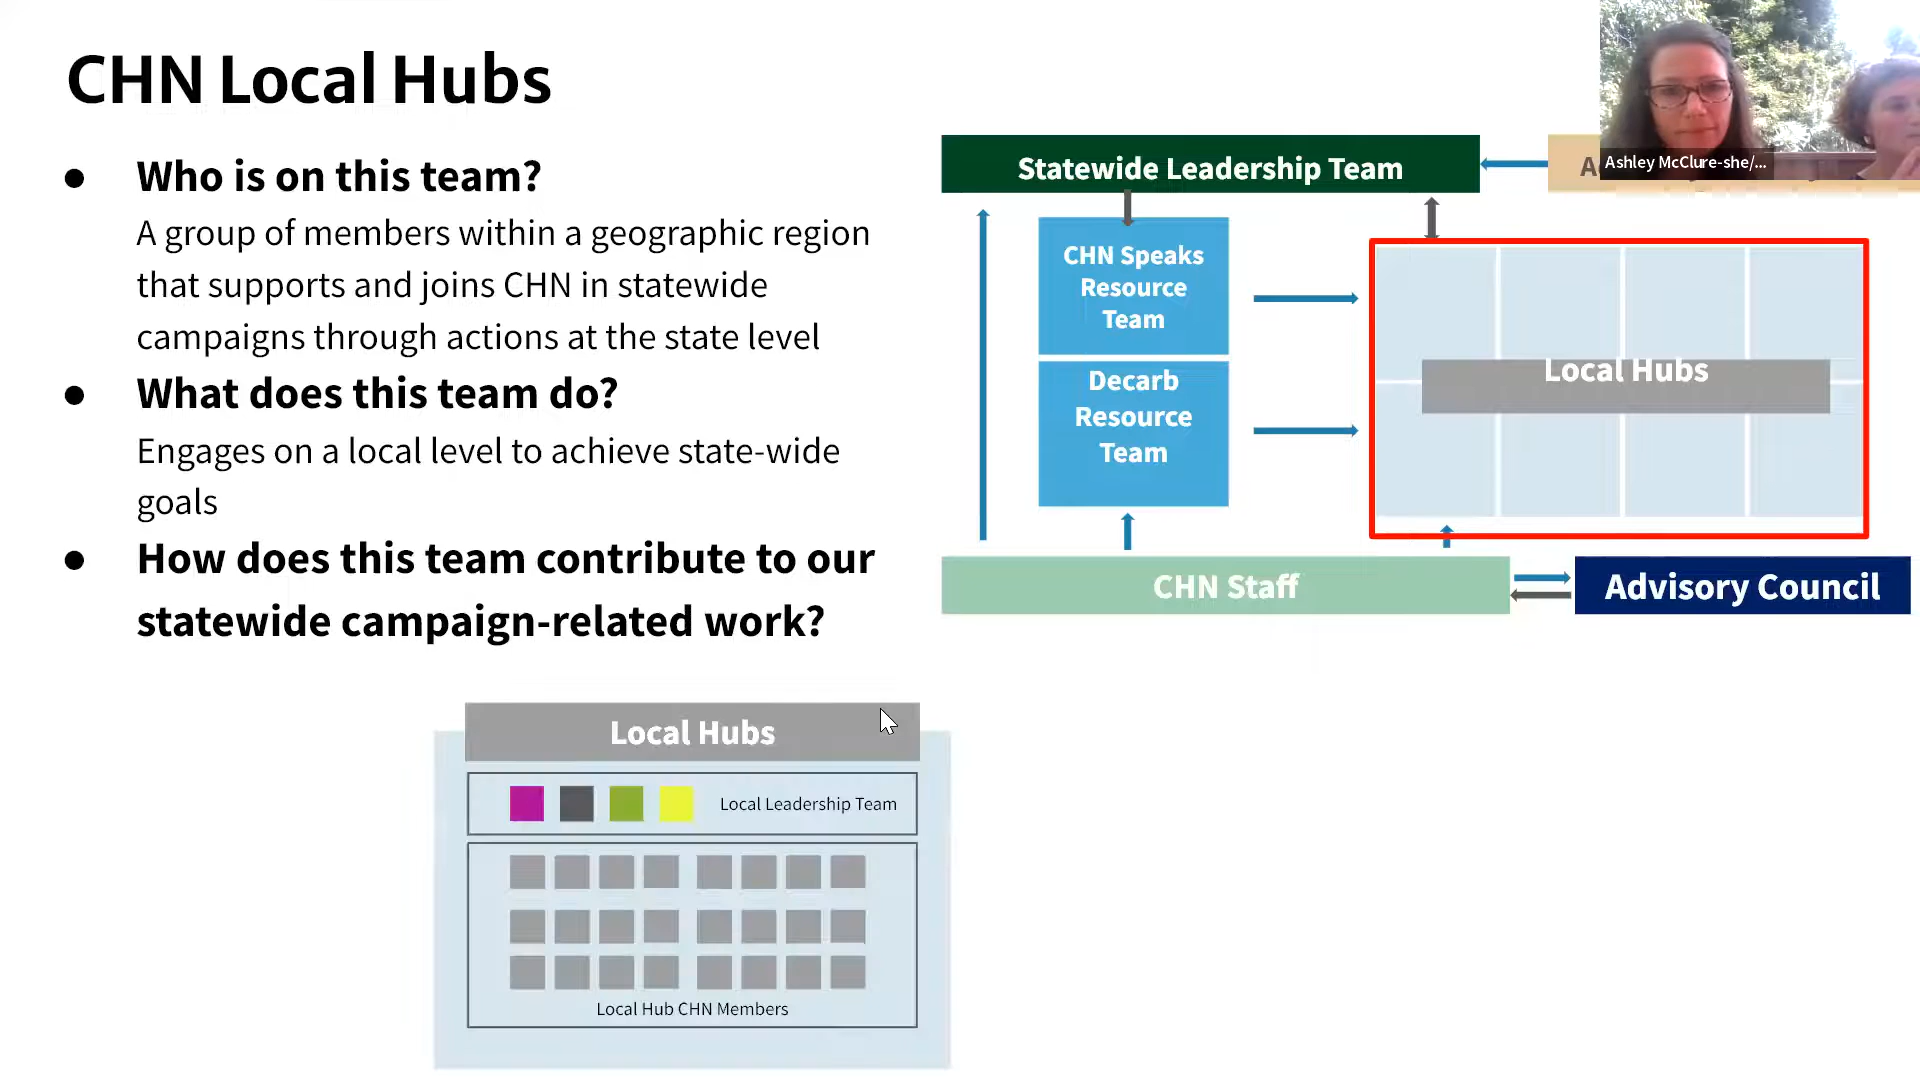 CHN Local Hubs
● Who is on this team?
A group of members within a geographic region
that supports and joins CHN in statewide
campaigns through actions at the state level
● What does this team do?
Engages on a local level to achieve state-wide
goals
● How does this team contribute to our
statewide campaign-related work?
Ashley McClure-she/...
Statewide Leadership Team
CHN Speaks
Resource
Team
Decarb
Resource
Team
Local Hubs
CHN Staff
Advisory Council
Local Hubs
Local Leadership Team
Local Hub CHN Members